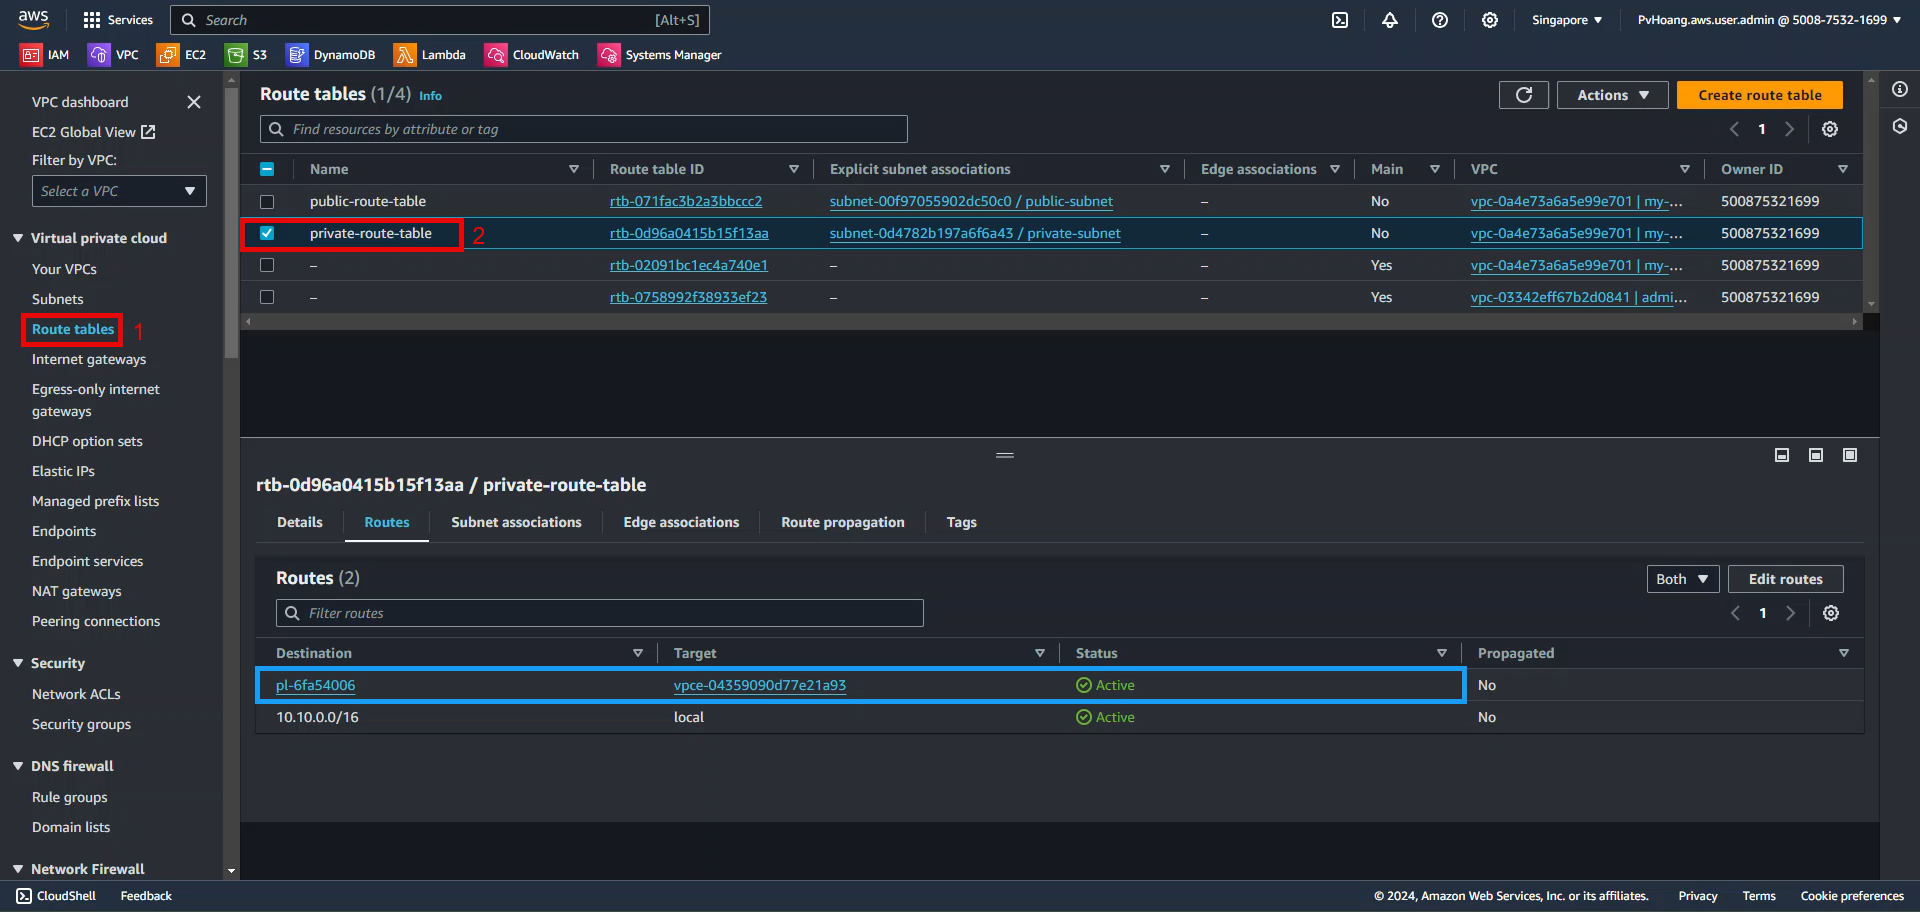 aws Services Search [Alt+S] Singapore PvHoang.aws.user.admin @ 5008-7532-1699
IAM VPC EC2 S3 DynamoDB Lambda CloudWatch Systems Manager
VPC dashboard
EC2 Global View
Filter by VPC:
Select a VPC
Virtual private cloud
Your VPCs
Subnets
Route tables 1
Internet gateways
Egress-only internet
gateways
DHCP option sets
Elastic IPs
Managed prefix lists
Endpoints
Endpoint services
NAT gateways
Peering connections
Security
Network ACLs
Security groups
DNS firewall
Rule groups
Domain lists
Network Firewall
Route tables (1/4) Info Actions Create route table
Find resources by attribute or tag 1
Name Route table ID Explicit subnet associations Edge associations Main VPC Owner ID
public-route-table rtb-071fac3b2a3bbccc2 subnet-00f97055902dc50c0 / public-subnet – No vpc-0a4e73a6a5e99e701 | my-... 500875321699
private-route-table 2 rtb-0d96a0415b15f13aa subnet-0d4782b197a6f6a43 / private-subnet – No vpc-0a4e73a6a5e99e701 | my-... 500875321699
– rtb-02091bc1ec4a740e1 – – Yes vpc-0a4e73a6a5e99e701 | my-... 500875321699
– rtb-0758992f38933ef23 – – Yes vpc-03342eff67b2d0841 | admi... 500875321699
rtb-0d96a0415b15f13aa / private-route-table
Details Routes Subnet associations Edge associations Route propagation Tags
Routes (2) Both Edit routes
Filter routes 1
Destination Target Status Propagated
pl-6fa54006 vpce-04359090d77e21a93 Active No
10.10.0.0/16 local Active No
CloudShell Feedback © 2024, Amazon Web Services, Inc. or its affiliates. Privacy Terms Cookie preferences